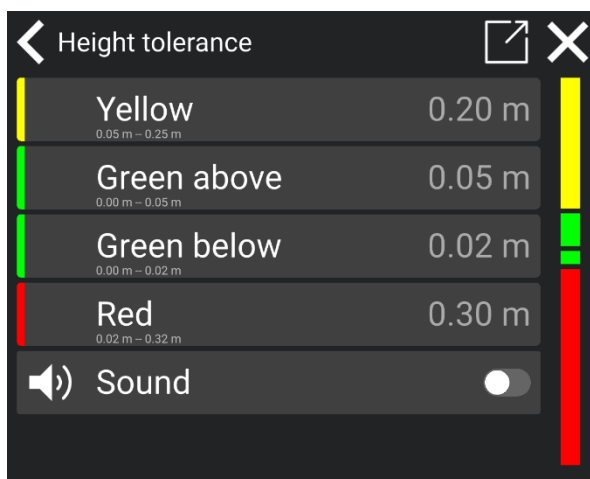 Height tolerance
Yellow 0.20 m
0.05 m – 0.25 m
Green above 0.05 m
0.00 m – 0.05 m
Green below 0.02 m
0.00 m – 0.02 m
Red 0.30 m
0.02 m – 0.32 m
Sound